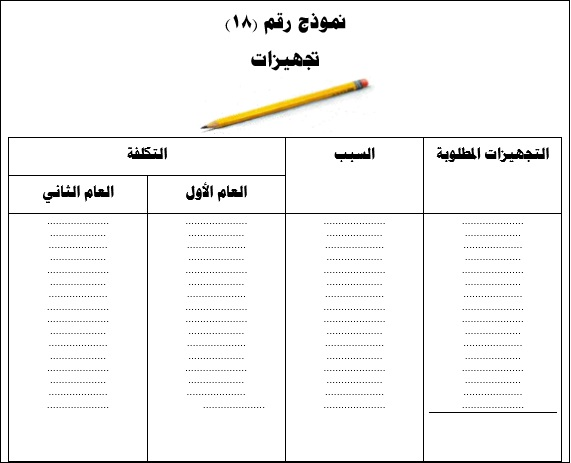 نموذج رقم (١٨)
تجهيزات
التجهيزات المطلوبة
السبب
التكلفة
العام الأول
العام الثاني